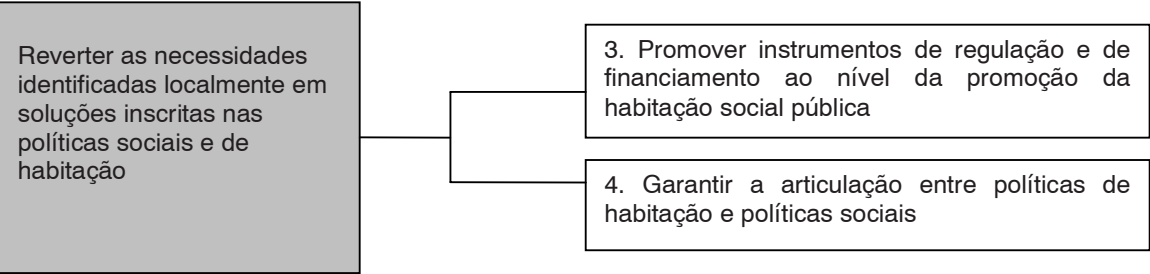 Reverter as necessidades
identificadas localmente em
soluções inscritas nas
políticas sociais e de
habitação
3. Promover instrumentos de regulação e de
financiamento ao nível da promoção da
habitação social pública
4. Garantir a articulação entre políticas de
habitação e políticas sociais